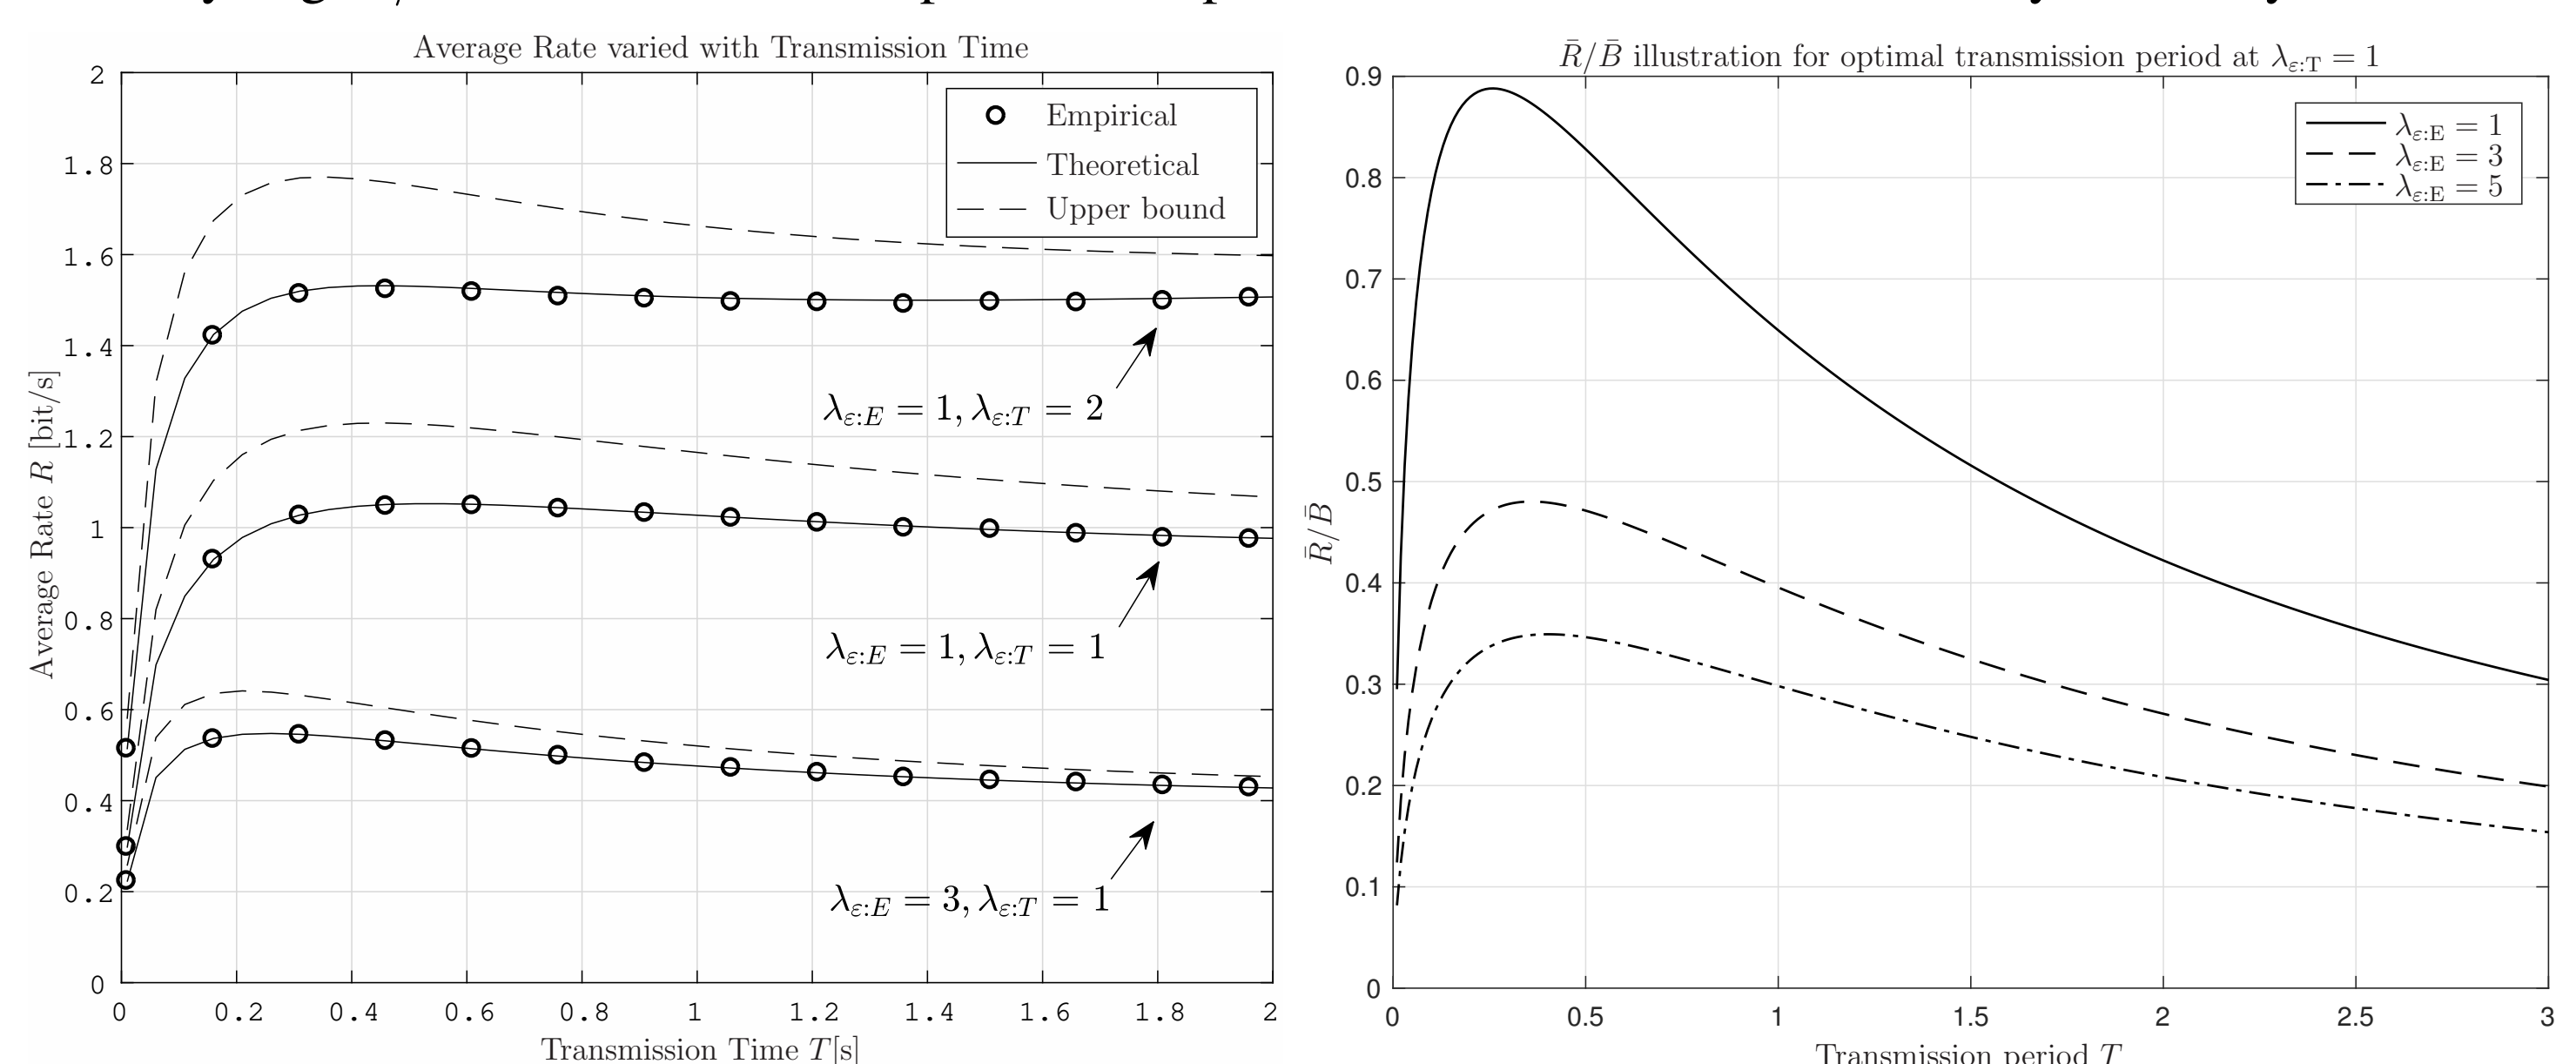 Average Rate varied with Transmission Time
2
1.8
1.6
1.4
1.2
1
0.8
0.6
0.4
0.2
0
Average Rate R [bit/s]
Empirical
Theoretical
Upper bound
λε:E = 1, λε:T = 2
λε:E = 1, λε:T = 1
λε:E = 3, λε:T = 1
0 0.2 0.4 0.6 0.8 1 1.2 1.4 1.6 1.8 2
Transmission Time T[s]
R̄/B̄ illustration for optimal transmission period at λε:T = 1
0.9
0.8
0.7
0.6
0.5
0.4
0.3
0.2
0.1
0
R̄/B̄
λε:E = 1
λε:E = 3
λε:E = 5
0 0.5 1 1.5 2 2.5 3
Transmission period T